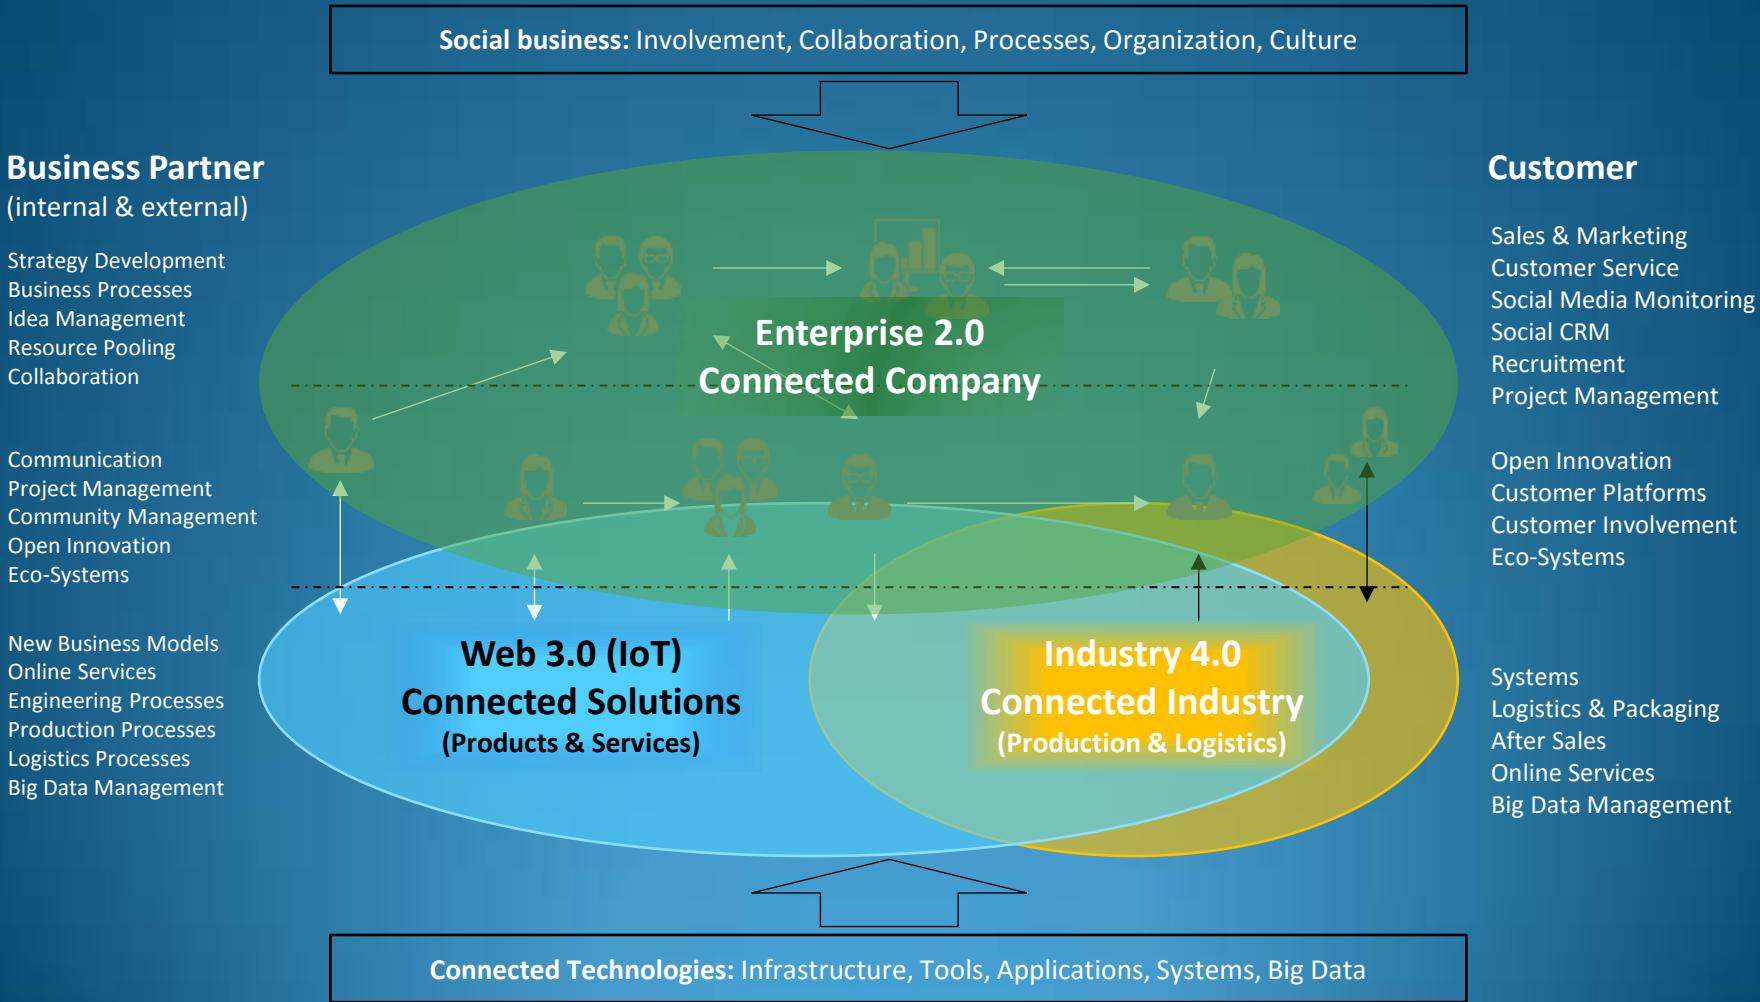 Social business: Involvement, Collaboration, Processes, Organization, Culture
Business Partner
(internal & external)
Strategy Development
Business Processes
Idea Management
Resource Pooling
Collaboration
Communication
Project Management
Community Management
Open Innovation
Eco-Systems
New Business Models
Online Services
Engineering Processes
Production Processes
Logistics Processes
Big Data Management
Enterprise 2.0
Connected Company
Web 3.0 (IoT)
Connected Solutions
(Products & Services)
Industry 4.0
Connected Industry
(Production & Logistics)
Customer
Sales & Marketing
Customer Service
Social Media Monitoring
Social CRM
Recruitment
Project Management
Open Innovation
Customer Platforms
Customer Involvement
Eco-Systems
Systems
Logistics & Packaging
After Sales
Online Services
Big Data Management
Connected Technologies: Infrastructure, Tools, Applications, Systems, Big Data